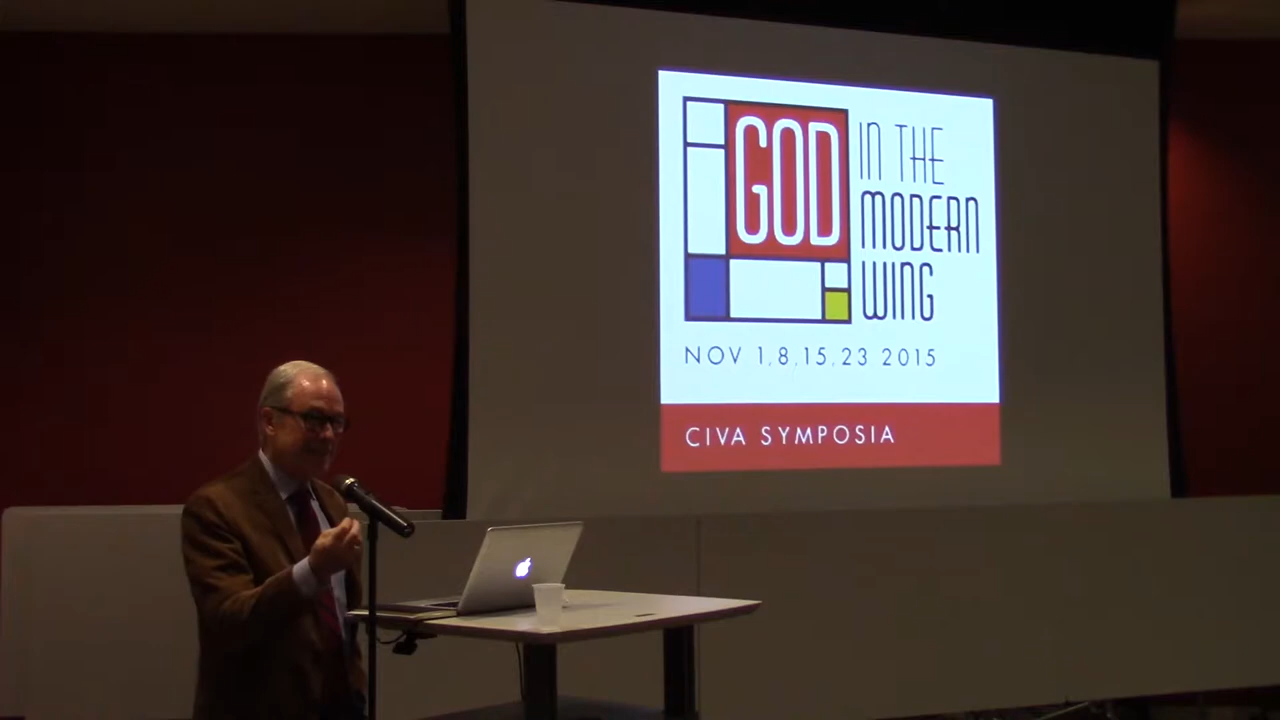 GOD IN THE
MODERN
WING
NOV 1,8,15,23 2015
CIVA SYMPOSIA